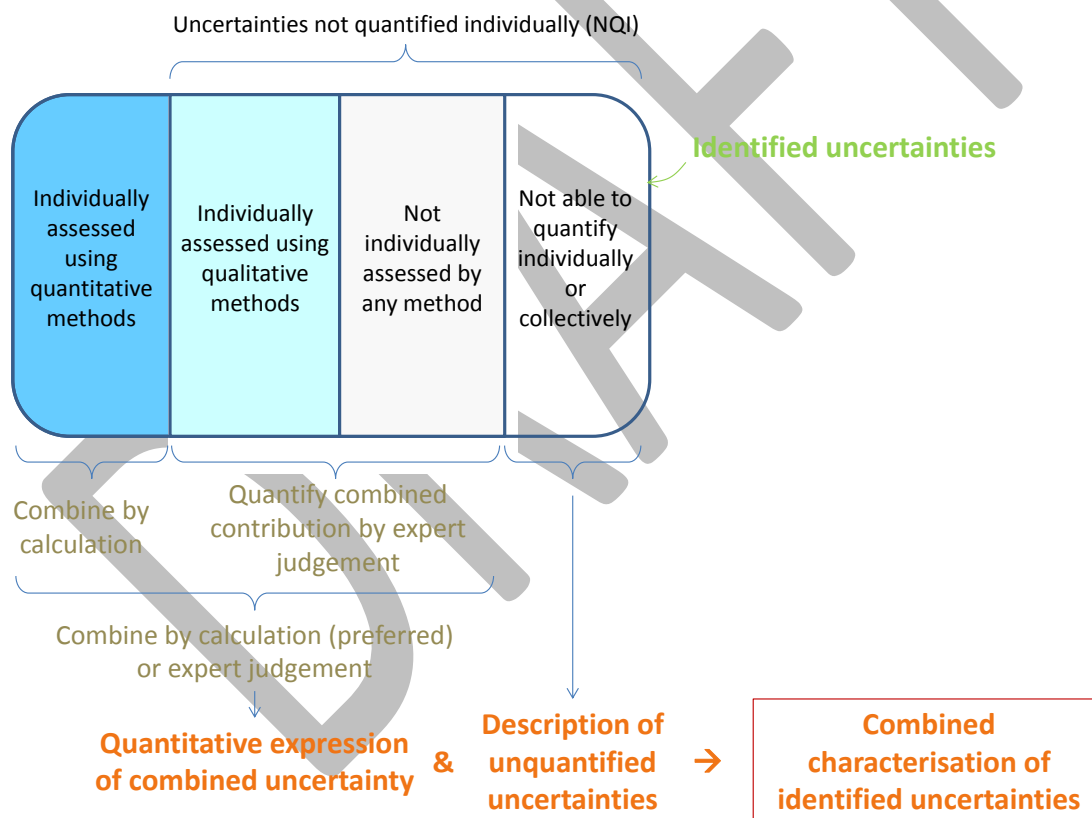 Uncertainties not quantified individually (NQI)
Identified uncertainties
Individually
assessed
using
quantitative
methods
Individually
assessed using
qualitative
methods
Not
individually
assessed by
any method
Not able to
quantify
individually
or
collectively
Combine by
calculation
Quantify combined
contribution by expert
judgement
Combine by calculation (preferred)
or expert judgement
Quantitative expression
of combined uncertainty
&
Description of
unquantified
uncertainties
→
Combined
characterisation of
identified uncertainties
DRAFT